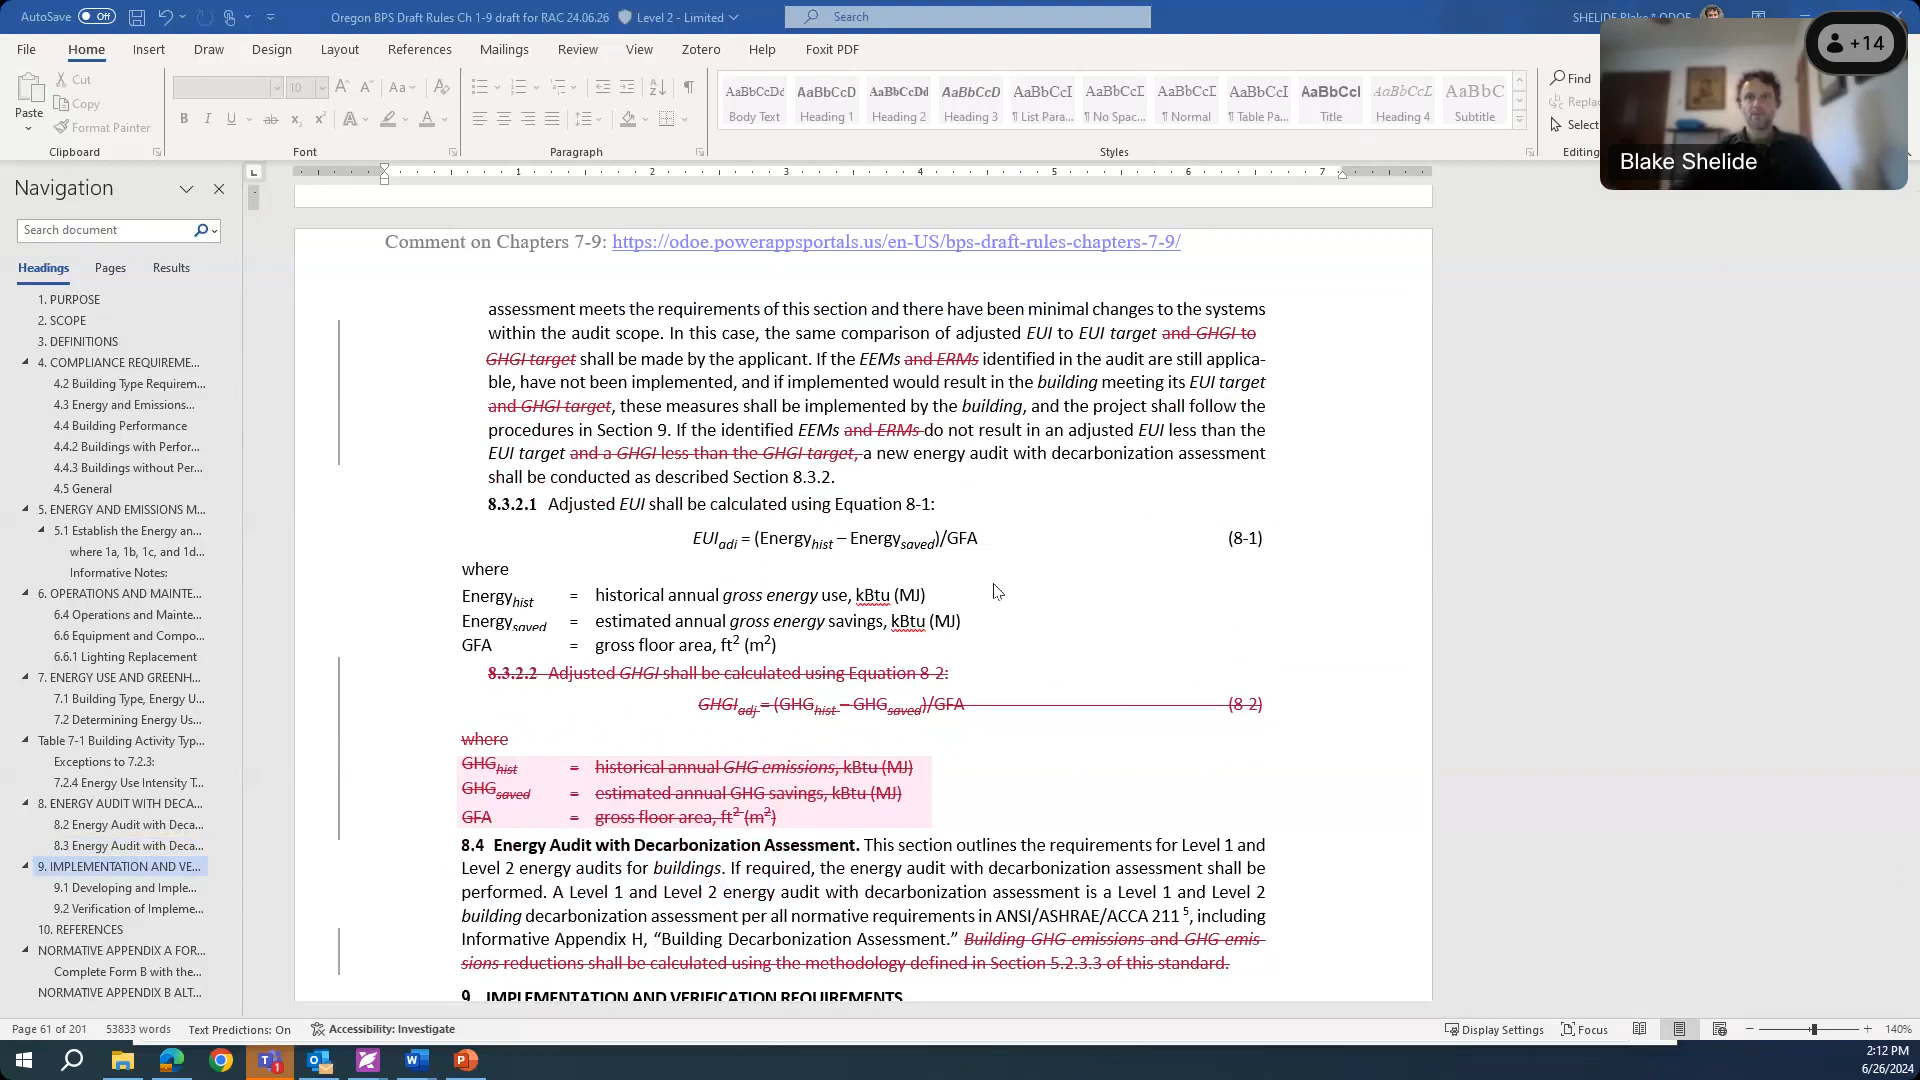 AutoSave Off
Oregon BPS Draft Rules Ch 1-9 draft for RAC 24.06.26
Level 2 - Limited
Search
SHELIDE Blake * ODOE
+14
Blake Shelide
File Home Insert Draw Design Layout References Mailings Review View Zotero Help Foxit PDF
Paste
Cut
Copy
Format Painter
10
AaBbCcDd Body Text
AaBbCcD Heading 1
AaBbCcDd Heading 2
AaBbCcD Heading 3
AaBbCcI ¶ List Para...
AaBbCcI ¶ No Spac...
AaBbCcI ¶ Normal
AaBbCcI ¶ Table Pa...
AaBbCcI Title
AaBbCcD Heading 4
AaBbC Subtitle
Find
Replac
Select
Clipboard Font Paragraph Styles Editing
Navigation
Search document
Headings Pages Results
1. PURPOSE
2. SCOPE
3. DEFINITIONS
4. COMPLIANCE REQUIREME...
4.2 Building Type Requirem...
4.3 Energy and Emissions...
4.4 Building Performance
4.4.2 Buildings with Perfor...
4.4.3 Buildings without Per...
4.5 General
5. ENERGY AND EMISSIONS M...
5.1 Establish the Energy an...
where 1a, 1b, 1c, and 1d...
Informative Notes:
6. OPERATIONS AND MAINTE...
6.4 Operations and Mainte...
6.6 Equipment and Compo...
6.6.1 Lighting Replacement
7. ENERGY USE AND GREENH...
7.1 Building Type, Energy U...
7.2 Determining Energy Us...
Table 7-1 Building Activity Typ...
Exceptions to 7.2.3:
7.2.4 Energy Use Intensity T...
8. ENERGY AUDIT WITH DECA...
8.2 Energy Audit with Deca...
8.3 Energy Audit with Deca...
9. IMPLEMENTATION AND VE...
9.1 Developing and Imple...
9.2 Verification of Impleme...
10. REFERENCES
NORMATIVE APPENDIX A FOR...
Complete Form B with the...
NORMATIVE APPENDIX B ALT...
1 2 3 4 5 6 7
Comment on Chapters 7-9: https://odoe.powerappsportals.us/en-US/bps-draft-rules-chapters-7-9/
assessment meets the requirements of this section and there have been minimal changes to the systems
within the audit scope. In this case, the same comparison of adjusted EUI to EUI target and GHGI to
GHGI target shall be made by the applicant. If the EEMs and ERMs identified in the audit are still applica-
ble, have not been implemented, and if implemented would result in the building meeting its EUI target
and GHGI target, these measures shall be implemented by the building, and the project shall follow the
procedures in Section 9. If the identified EEMs and ERMs do not result in an adjusted EUI less than the
EUI target and a GHGI less than the GHGI target, a new energy audit with decarbonization assessment
shall be conducted as described Section 8.3.2.
8.3.2.1 Adjusted EUI shall be calculated using Equation 8-1:
EUIadj = (Energyhist – Energysaved)/GFA (8-1)
where
Energyhist = historical annual gross energy use, kBtu (MJ)
Energysaved = estimated annual gross energy savings, kBtu (MJ)
GFA = gross floor area, ft2 (m2)
8.3.2.2 Adjusted GHGI shall be calculated using Equation 8-2:
GHGIadj = (GHGhist – GHGsaved)/GFA (8-2)
where
GHGhist = historical annual GHG emissions, kBtu (MJ)
GHGsaved = estimated annual GHG savings, kBtu (MJ)
GFA = gross floor area, ft2 (m2)
8.4 Energy Audit with Decarbonization Assessment. This section outlines the requirements for Level 1 and
Level 2 energy audits for buildings. If required, the energy audit with decarbonization assessment shall be
performed. A Level 1 and Level 2 energy audit with decarbonization assessment is a Level 1 and Level 2
building decarbonization assessment per all normative requirements in ANSI/ASHRAE/ACCA 211 5, including
Informative Appendix H, “Building Decarbonization Assessment.” Building GHG emissions and GHG emis-
sions reductions shall be calculated using the methodology defined in Section 5.2.3.3 of this standard.
9 IMPLEMENTATION AND VERIFICATION REQUIREMENTS
Page 61 of 201 53833 words Text Predictions: On Accessibility: Investigate
Display Settings Focus 140%
2:12 PM
6/26/2024